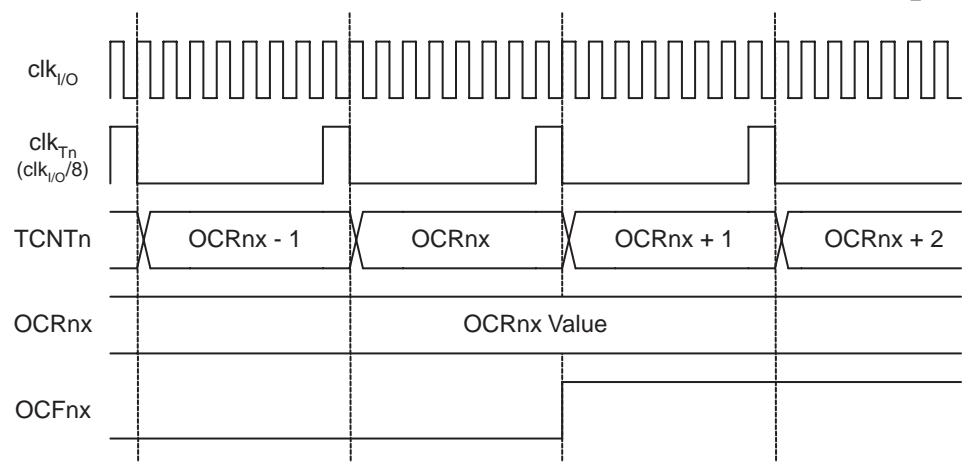 clkI/O
clkTn
(clkI/O/8)
TCNTn OCRnx - 1 OCRnx OCRnx + 1 OCRnx + 2
OCRnx OCRnx Value
OCFnx